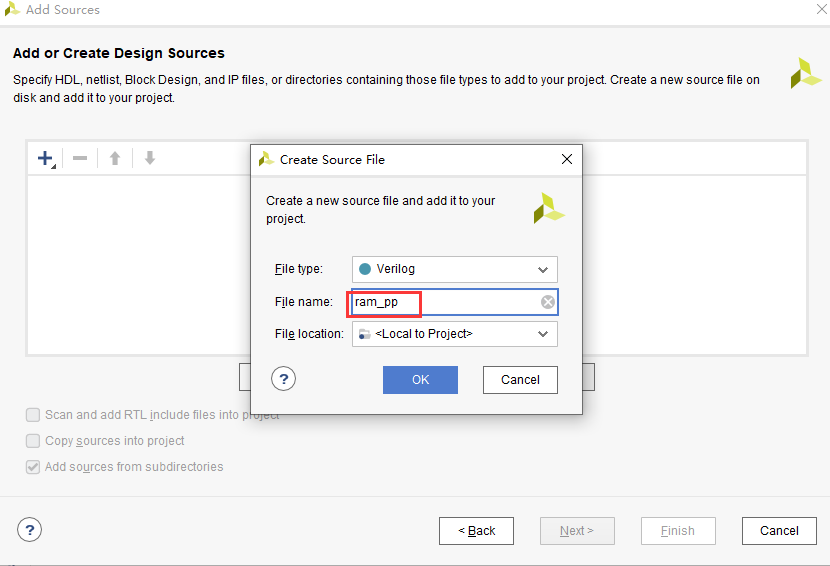 Add Sources
Add or Create Design Sources
Specify HDL, netlist, Block Design, and IP files, or directories containing those file types to add to your project. Create a new source file on
disk and add it to your project.
Create Source File
Create a new source file and add it to your
project.
File type: Verilog
File name: ram_pp
File location: <Local to Project>
? OK Cancel
Scan and add RTL include files into project
Copy sources into project
Add sources from subdirectories
? < Back Next > Finish Cancel